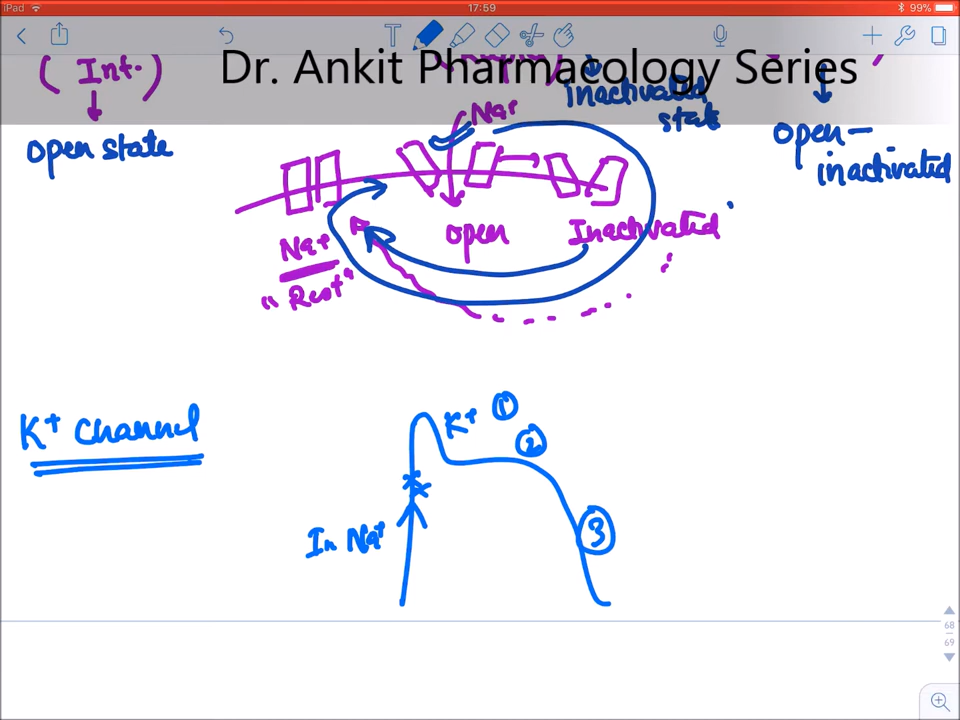 iPad 17:59 99%
Dr. Ankit Pharmacology Series
( Int. )
inactivated
state
Na+
open state
open-
inactivated
Na+
"Rest"
open
Inactivated
K+ channel
K+ ①
②
In Na+
③
68
69